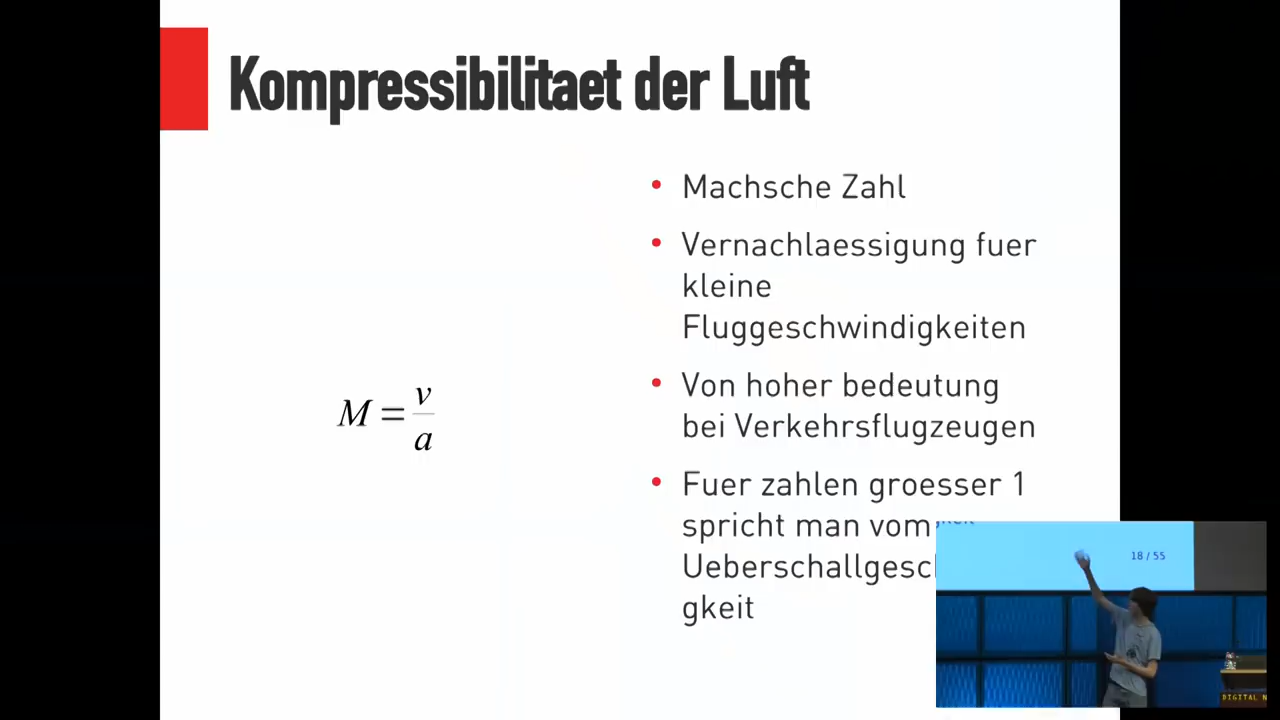 Kompressibilitaet der Luft
• Machsche Zahl
• Vernachlaessigung fuer
kleine
Fluggeschwindigkeiten
• Von hoher bedeutung
bei Verkehrsflugzeugen
• Fuer zahlen groesser 1
spricht man vom
gkeit
M = v/a
18 / 55
DIGITAL N